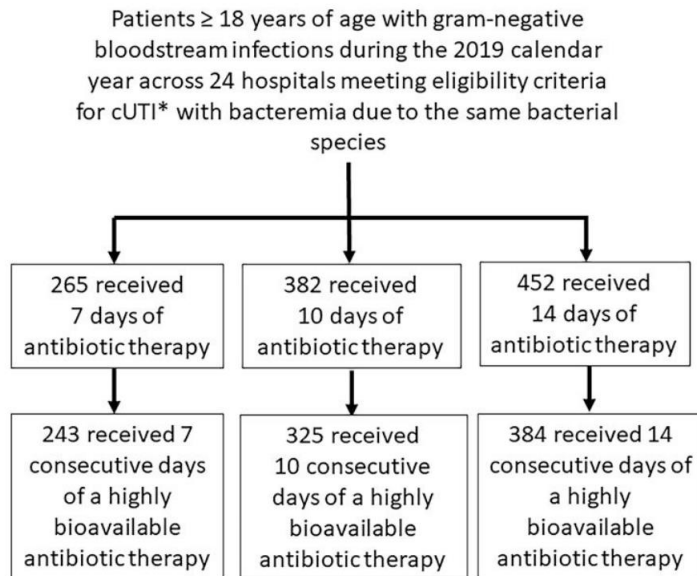 Patients ≥ 18 years of age with gram-negative
bloodstream infections during the 2019 calendar
year across 24 hospitals meeting eligibility criteria
for cUTI* with bacteremia due to the same bacterial
species
265 received
7 days of
antibiotic therapy
382 received
10 days of
antibiotic therapy
452 received
14 days of
antibiotic therapy
243 received 7
consecutive days
of a highly
bioavailable
antibiotic therapy
325 received
10 consecutive
days of a highly
bioavailable
antibiotic therapy
384 received 14
consecutive days of
a highly
bioavailable
antibiotic therapy